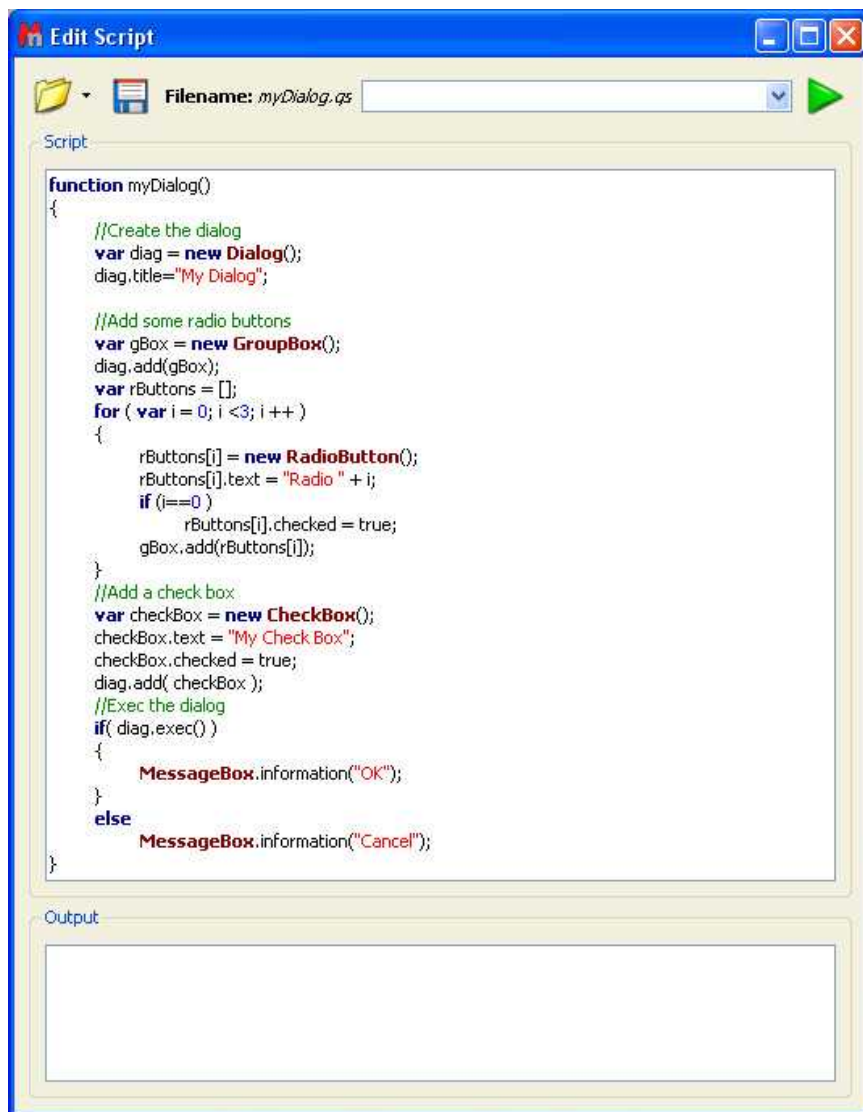 Edit Script
Filename: myDialog.qs
Script
function myDialog()
{
//Create the dialog
var diag = new Dialog();
diag.title="My Dialog";
//Add some radio buttons
var gBox = new GroupBox();
diag.add(gBox);
var rButtons = [];
for ( var i = 0; i <3; i ++ )
{
rButtons[i] = new RadioButton();
rButtons[i].text = "Radio " + i;
if (i==0 )
rButtons[i].checked = true;
gBox.add(rButtons[i]);
}
//Add a check box
var checkBox = new CheckBox();
checkBox.text = "My Check Box";
checkBox.checked = true;
diag.add( checkBox );
//Exec the dialog
if( diag.exec() )
{
MessageBox.information("OK");
}
else
MessageBox.information("Cancel");
}
Output